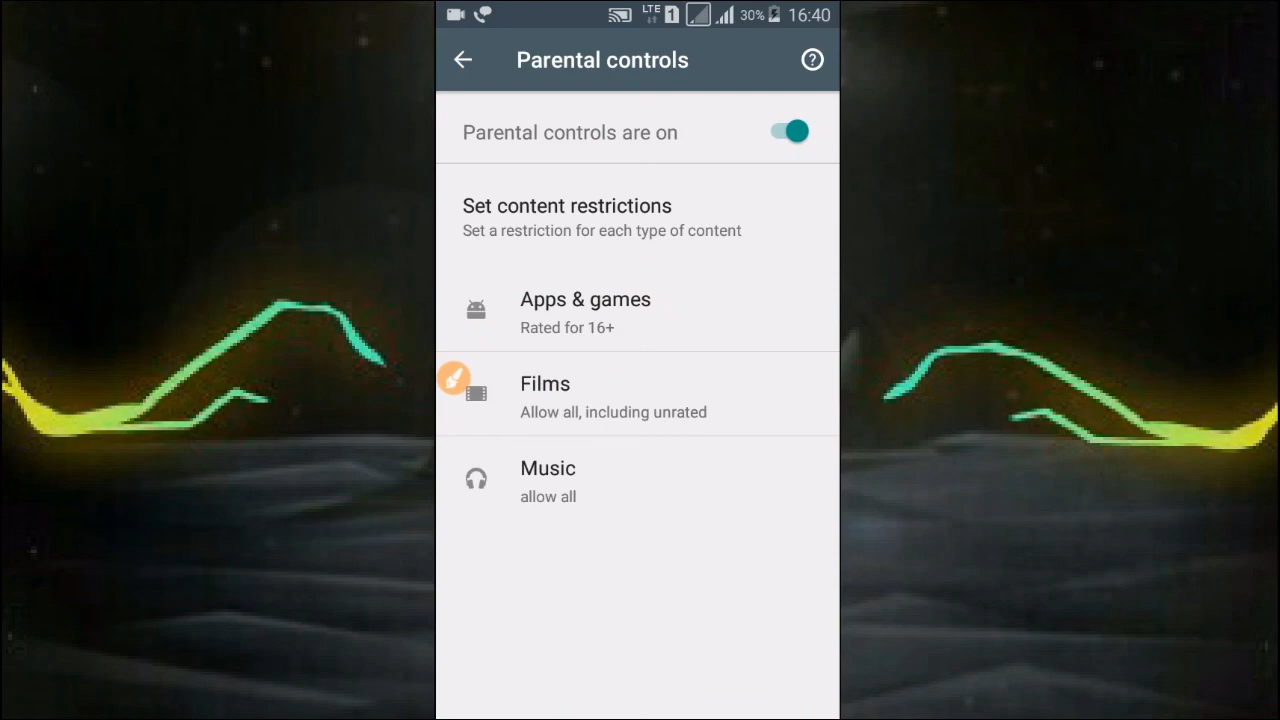 LTE 1 30% 16:40
Parental controls
Parental controls are on
Set content restrictions
Set a restriction for each type of content
Apps & games
Rated for 16+
Films
Allow all, including unrated
Music
allow all